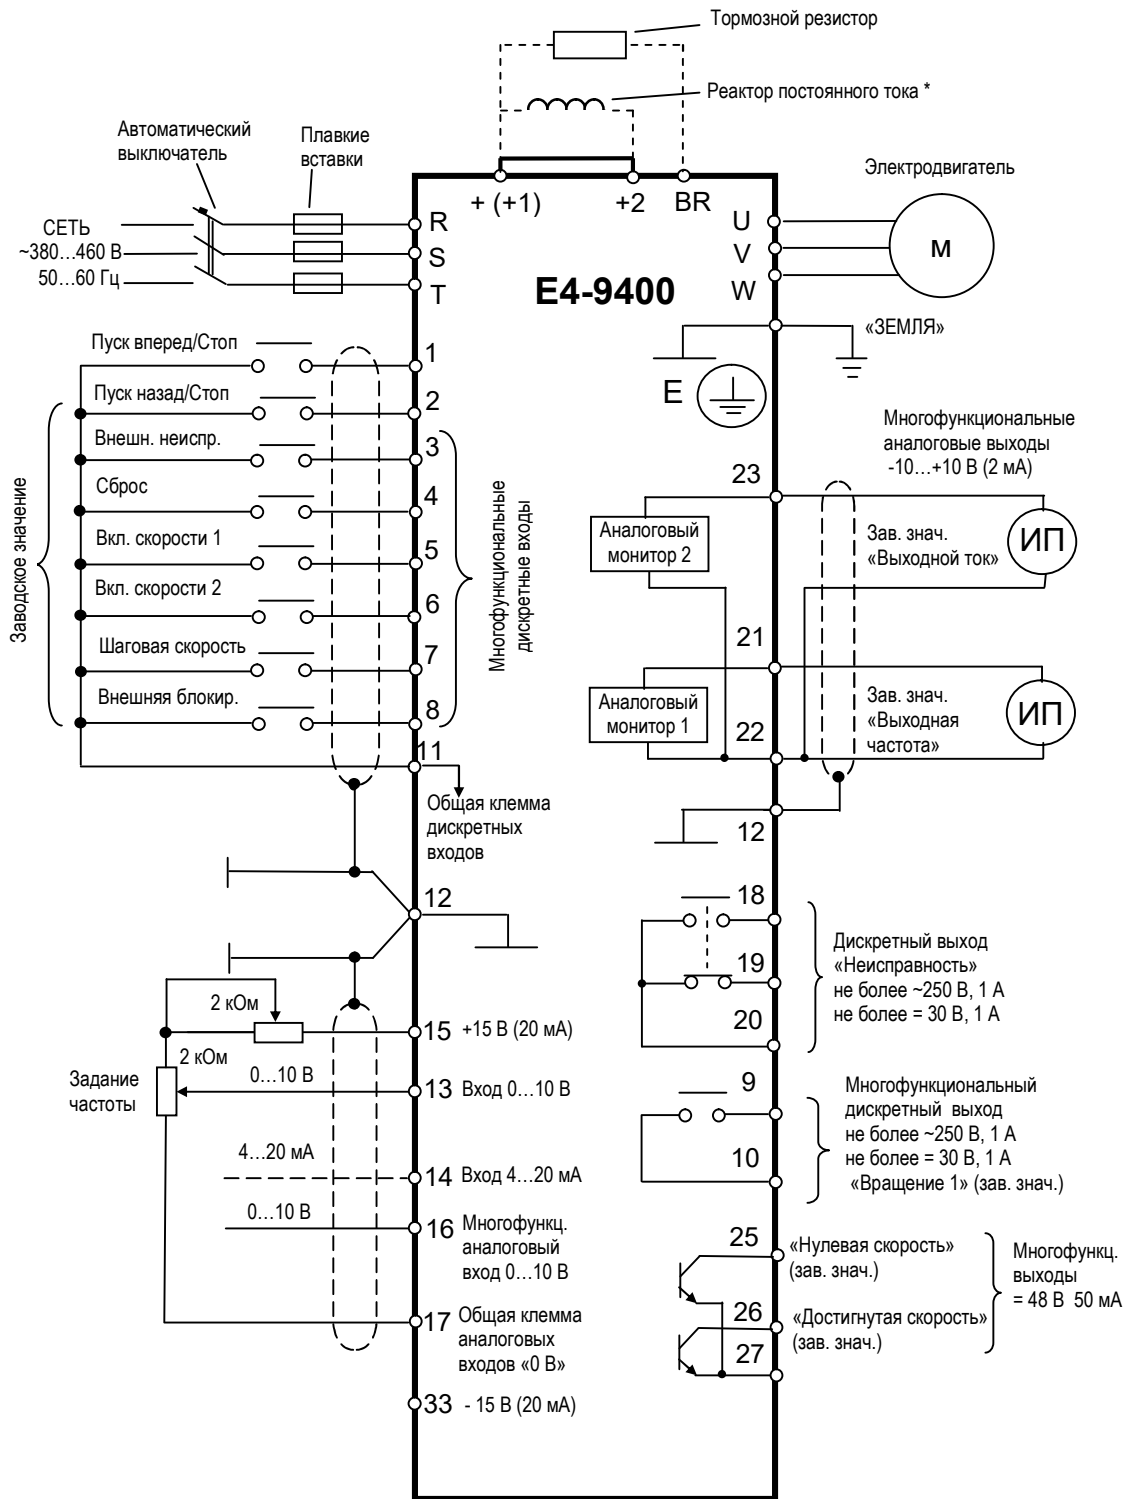 Тормозной резистор
Реактор постоянного тока *
Автоматический
выключатель
Плавкие
вставки
Электродвигатель
+ (+1)
+2
BR
СЕТЬ
~380...460 В
50...60 Гц
R
S
T
E4-9400
U
V
W
М
«ЗЕМЛЯ»
E
Пуск вперед/Стоп
1
Пуск назад/Стоп
2
Внешн. неиспр.
3
Сброс
4
Вкл. скорости 1
5
Вкл. скорости 2
6
Шаговая скорость
7
Внешняя блокир.
8
Заводское значение
Многофункциональные
дискретные входы
11
Общая клемма
дискретных
входов
12
2 кОм
15
+15 В (20 мА)
2 кОм
Задание
частоты
0...10 В
13
Вход 0...10 В
4...20 мА
14
Вход 4...20 мА
0...10 В
16
Многофункц.
аналоговый
вход 0...10 В
17
Общая клемма
аналоговых
входов «0 В»
33
- 15 В (20 мА)
Многофункциональные
аналоговые выходы
-10...+10 В (2 мА)
23
Аналоговый
монитор 2
Зав. знач.
«Выходной ток»
ИП
21
Аналоговый
монитор 1
22
Зав. знач.
«Выходная
частота»
ИП
12
18
19
20
Дискретный выход
«Неисправность»
не более ~250 В, 1 А
не более = 30 В, 1 А
9
10
Многофункциональный
дискретный выход
не более ~250 В, 1 А
не более = 30 В, 1 А
«Вращение 1» (зав. знач.)
25
«Нулевая скорость»
(зав. знач.)
26
«Достигнутая скорость»
(зав. знач.)
27
Многофункц.
выходы
= 48 В 50 мА